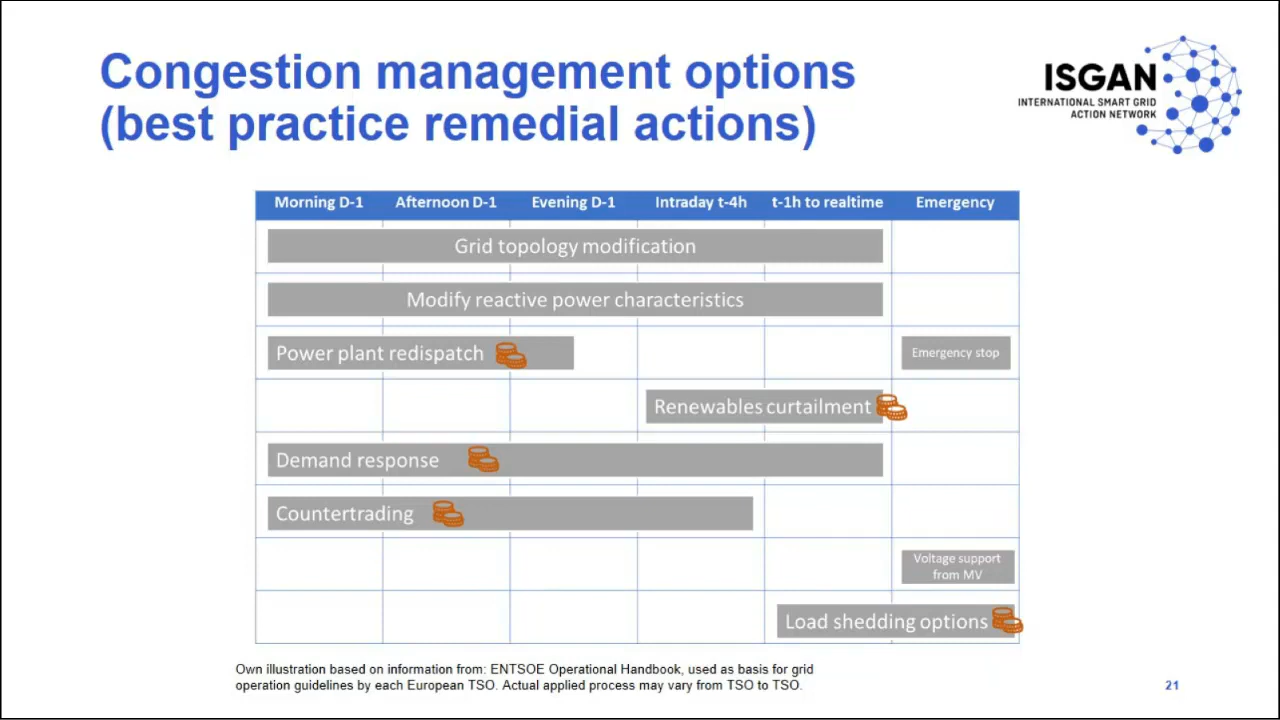 Congestion management options
(best practice remedial actions)
ISGAN
INTERNATIONAL SMART GRID
ACTION NETWORK
Morning D-1
Afternoon D-1
Evening D-1
Intraday t-4h
t-1h to realtime
Emergency
Grid topology modification
Modify reactive power characteristics
Power plant redispatch
Emergency stop
Renewables curtailment
Demand response
Countertrading
Voltage support
from MV
Load shedding options
Own illustration based on information from: ENTSOE Operational Handbook, used as basis for grid
operation guidelines by each European TSO. Actual applied process may vary from TSO to TSO.
21